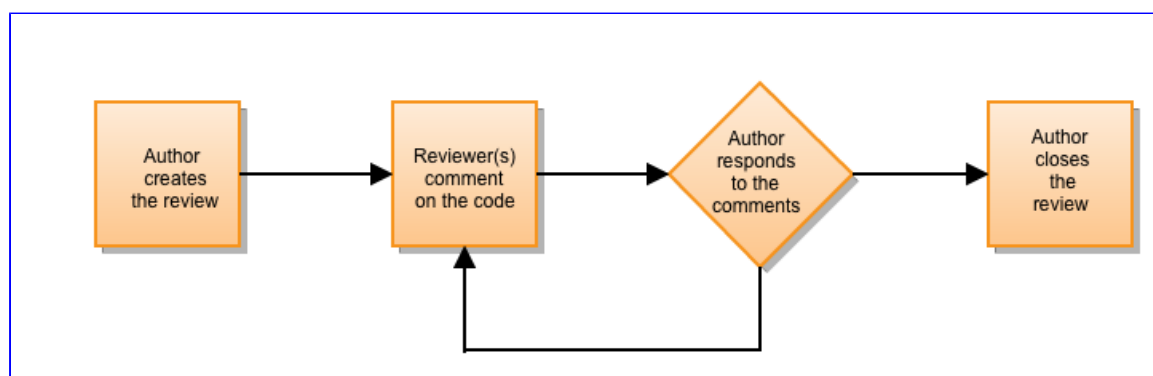 Author
creates
the review
Reviewer(s)
comment
on the code
Author
responds
to the
comments
Author
closes
the
review